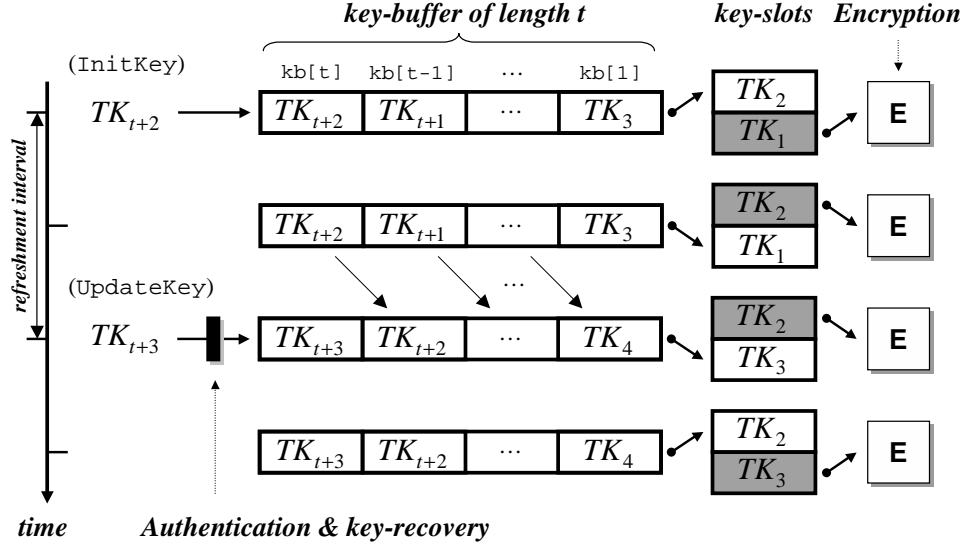 key-buffer of length t key-slots Encryption
(InitKey) kb[t] kb[t-1] ... kb[1]
TK_{t+2} TK_{t+2} TK_{t+1} ... TK_3 TK_2 E
TK_1
refreshment interval
TK_{t+2} TK_{t+1} ... TK_3 TK_2 E
TK_1
(UpdateKey) ...
TK_{t+3} TK_{t+3} TK_{t+2} ... TK_4 TK_2 E
TK_3
TK_{t+3} TK_{t+2} ... TK_4 TK_2 E
TK_3
time Authentication & key-recovery